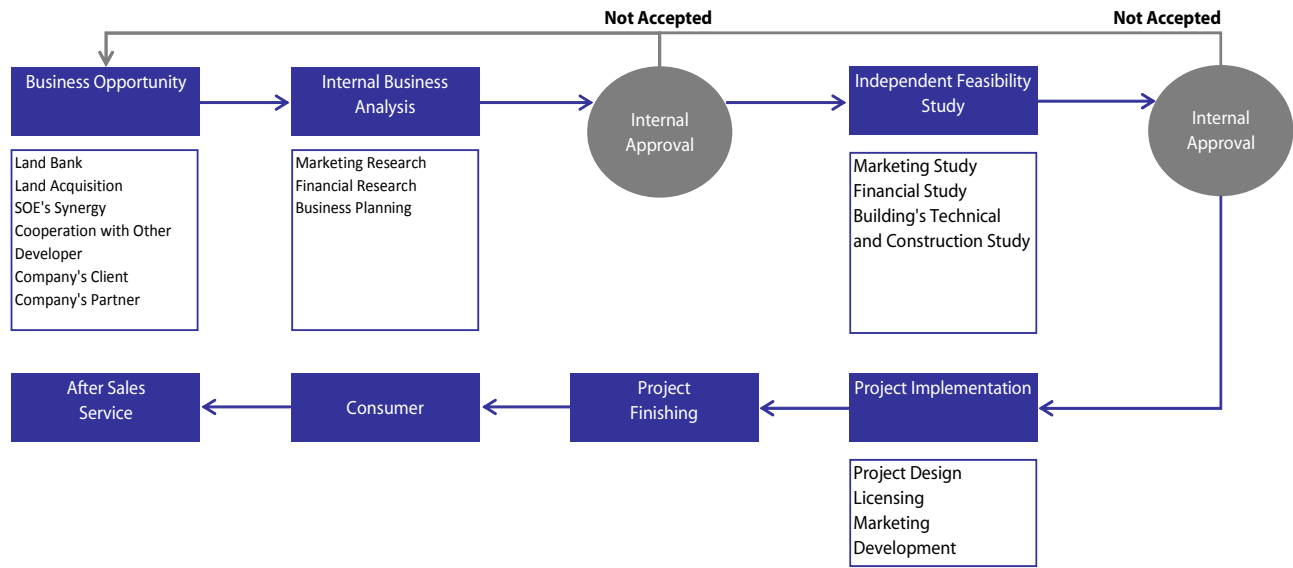 Not Accepted
Not Accepted
Business Opportunity
Internal Business
Analysis
Internal
Approval
Independent Feasibility
Study
Internal
Approval
Land Bank
Land Acquisition
SOE's Synergy
Cooperation with Other
Developer
Company's Client
Company's Partner
Marketing Research
Financial Research
Business Planning
Marketing Study
Financial Study
Building's Technical
and Construction Study
After Sales
Service
Consumer
Project
Finishing
Project Implementation
Project Design
Licensing
Marketing
Development